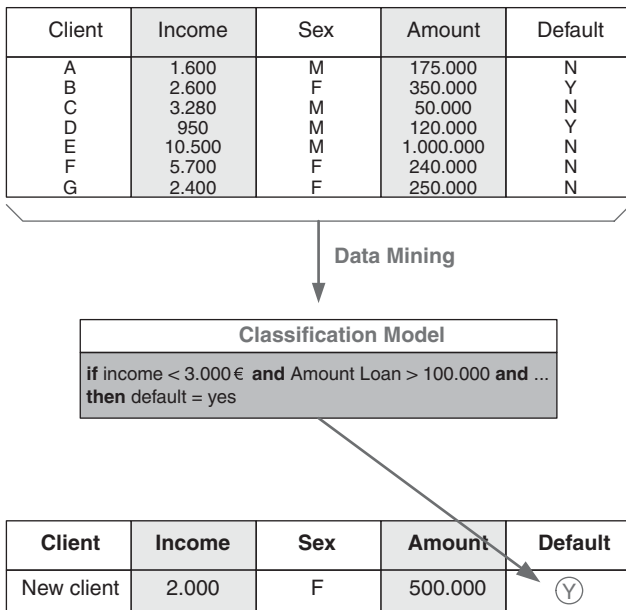 Client Income Sex Amount Default
A 1.600 M 175.000 N
B 2.600 F 350.000 Y
C 3.280 M 50.000 N
D 950 M 120.000 Y
E 10.500 M 1.000.000 N
F 5.700 F 240.000 N
G 2.400 F 250.000 N
Data Mining
Classification Model
if income < 3.000€ and Amount Loan > 100.000 and ...
then default = yes
Client Income Sex Amount Default
New client 2.000 F 500.000 Y